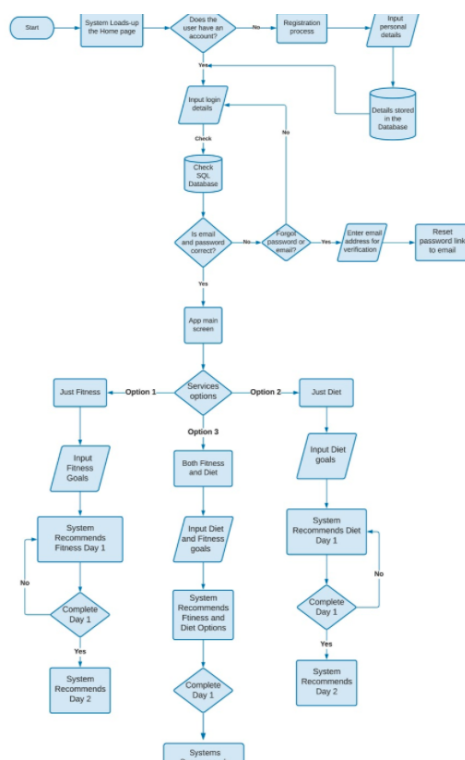 Start
System Loads-up
the Home page
Does the
user have an
account?
No
Registration
process
Input
personal
details
Yes
Input login
details
Details stored
in the
Database
No
Check
Check
SQL
Database
Is email
and password
correct?
No
Forgot
password or
email?
Yes
Enter email
address for
verification
Reset
password link
to email
Yes
App main
screen
Just Fitness
Option 1
Services
options
Option 2
Just Diet
Option 3
Input
Fitness
Goals
Both Fitness
and Diet
Input Diet
goals
System
Recommends
Fitness Day 1
Input Diet
and Fitness
goals
System
Recommends Diet
Day 1
No
No
Complete
Day 1
System
Recommends
Ftiness
and Diet Options
Complete
Day 1
Yes
Yes
System
Recommends
Day 2
Complete
Day 1
System
Recommends
Day 2
Systems